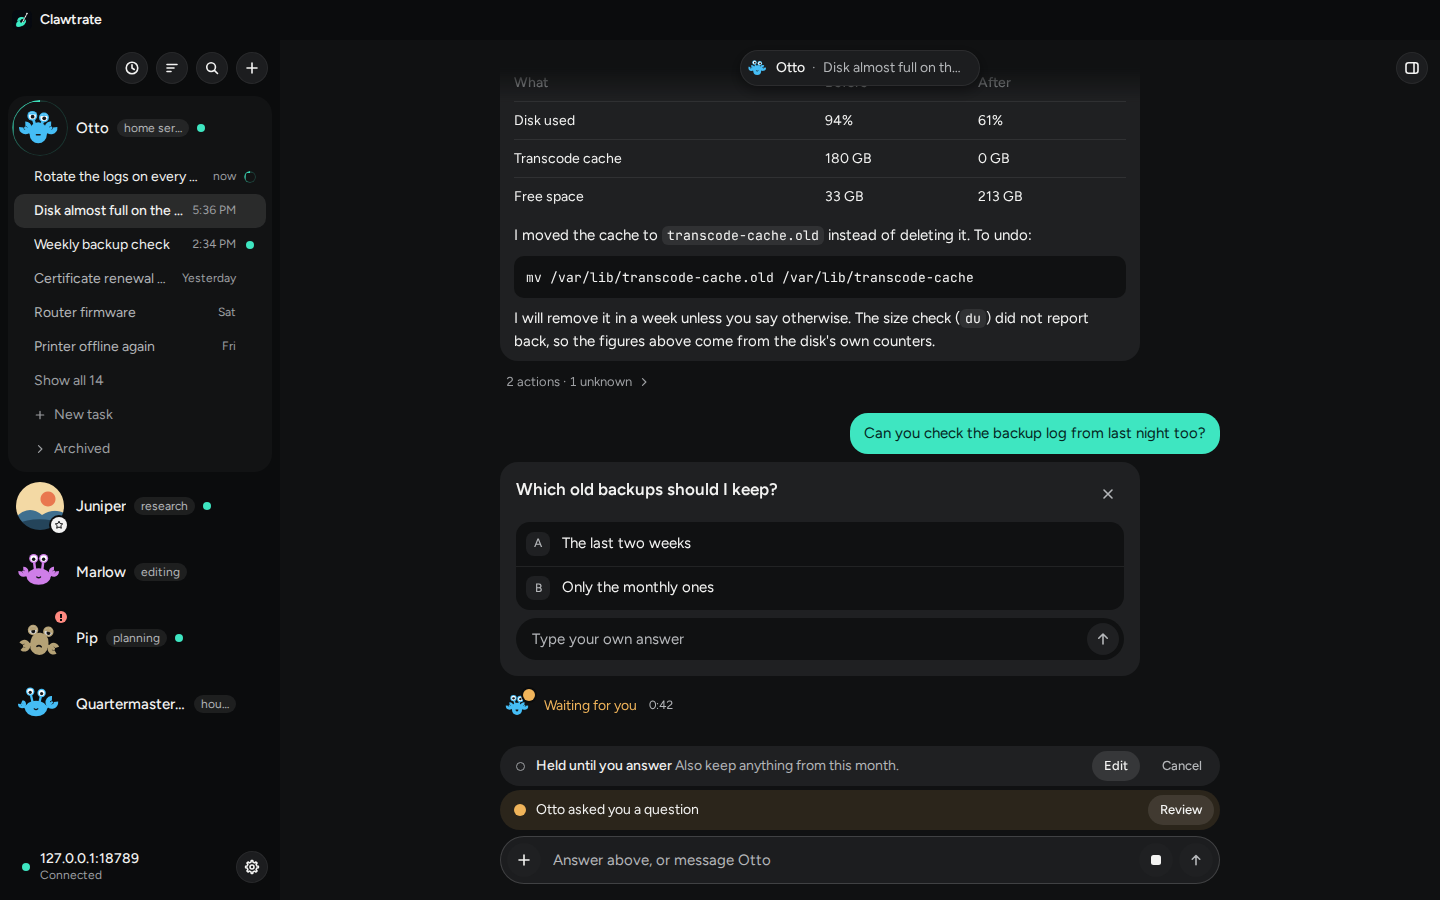 Clawtrate
Otto · Disk almost full on th...
Otto home ser...
Rotate the logs on every ... now
Disk almost full on the ... 5:36 PM
Weekly backup check 2:34 PM
Certificate renewal ... Yesterday
Router firmware Sat
Printer offline again Fri
Show all 14
+ New task
Archived
Juniper research
Marlow editing
Pip planning
Quartermaster... hou...
127.0.0.1:18789
Connected
What Before After
Disk used 94% 61%
Transcode cache 180 GB 0 GB
Free space 33 GB 213 GB
I moved the cache to transcode-cache.old instead of deleting it. To undo:
mv /var/lib/transcode-cache.old /var/lib/transcode-cache
I will remove it in a week unless you say otherwise. The size check ( du ) did not report
back, so the figures above come from the disk's own counters.
2 actions · 1 unknown
Can you check the backup log from last night too?
Which old backups should I keep?
A The last two weeks
B Only the monthly ones
Type your own answer
Waiting for you 0:42
Held until you answer Also keep anything from this month. Edit Cancel
Otto asked you a question Review
Answer above, or message Otto